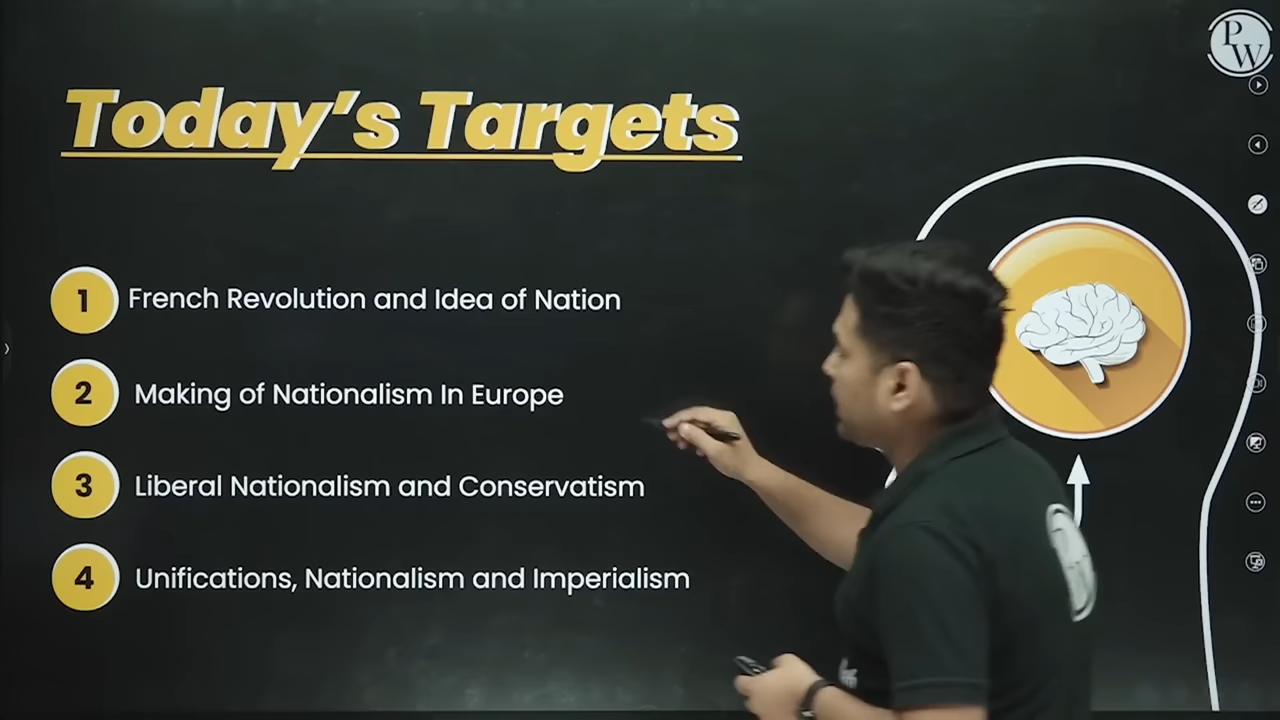 PW
Today's Targets
1 French Revolution and Idea of Nation
2 Making of Nationalism In Europe
3 Liberal Nationalism and Conservatism
4 Unifications, Nationalism and Imperialism